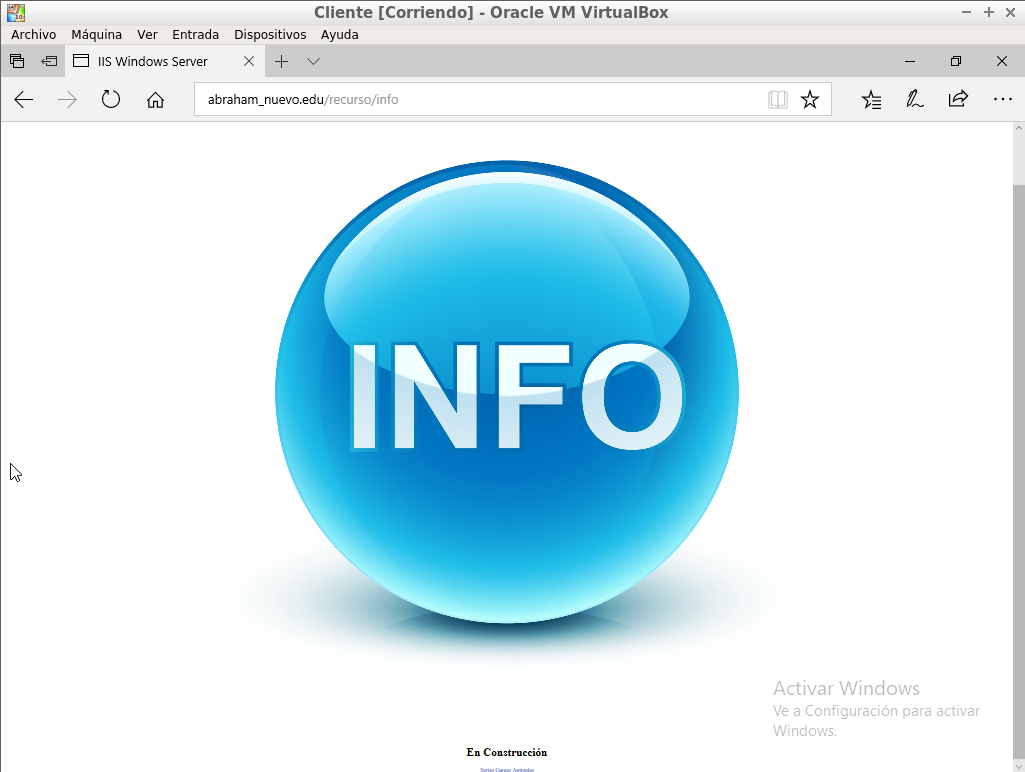 Cliente [Corriendo] - Oracle VM VirtualBox
Archivo Máquina Ver Entrada Dispositivos Ayuda
IIS Windows Server
abraham_nuevo.edu/recurso/info
INFO
Activar Windows
Ve a Configuración para activar
Windows.
En Construcción
Series Games Animales